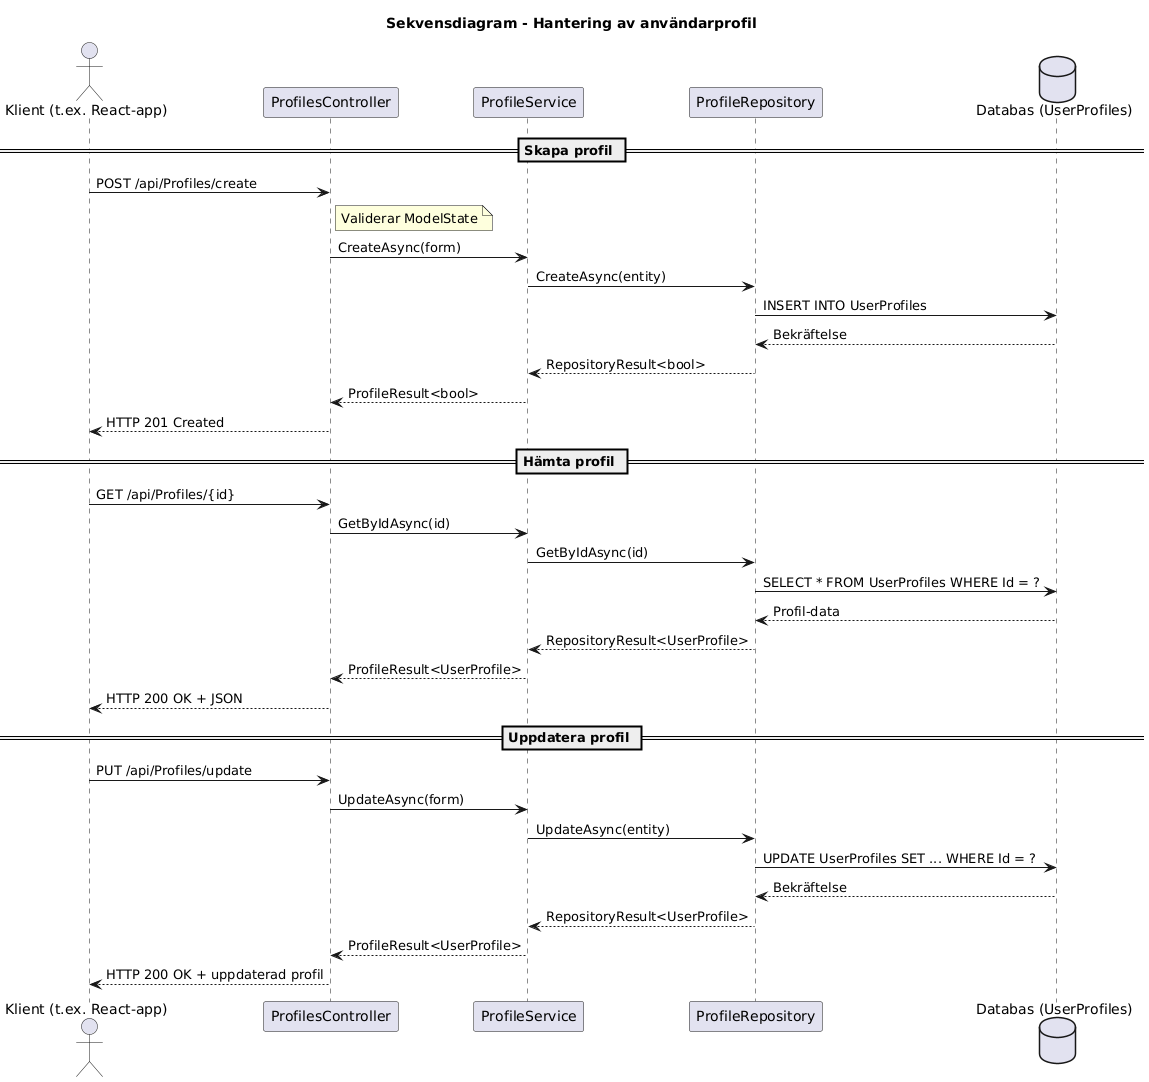 Sekvensdiagram - Hantering av användarprofil
Klient (t.ex. React-app)
ProfilesController
ProfileService
ProfileRepository
Databas (UserProfiles)
Skapa profil
POST /api/Profiles/create
Validerar ModelState
CreateAsync(form)
CreateAsync(entity)
INSERT INTO UserProfiles
Bekräftelse
RepositoryResult<bool>
ProfileResult<bool>
HTTP 201 Created
Hämta profil
GET /api/Profiles/{id}
GetByIdAsync(id)
GetByIdAsync(id)
SELECT * FROM UserProfiles WHERE Id = ?
Profil-data
RepositoryResult<UserProfile>
ProfileResult<UserProfile>
HTTP 200 OK + JSON
Uppdatera profil
PUT /api/Profiles/update
UpdateAsync(form)
UpdateAsync(entity)
UPDATE UserProfiles SET ... WHERE Id = ?
Bekräftelse
RepositoryResult<UserProfile>
ProfileResult<UserProfile>
HTTP 200 OK + uppdaterad profil
Klient (t.ex. React-app)
ProfilesController
ProfileService
ProfileRepository
Databas (UserProfiles)